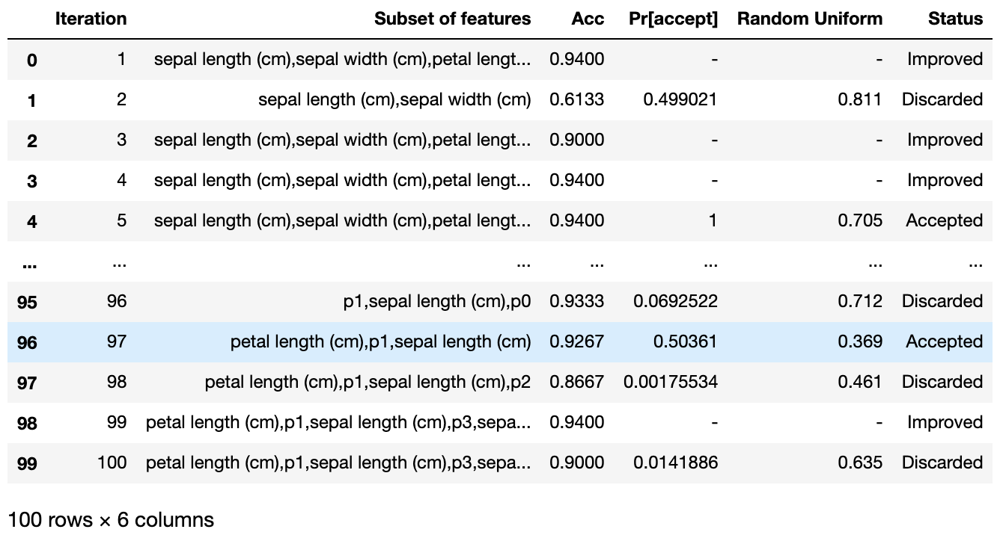 Iteration Subset of features Acc Pr[accept] Random Uniform Status
0 1 sepal length (cm),sepal width (cm),petal lengt... 0.9400 - - Improved
1 2 sepal length (cm),sepal width (cm) 0.6133 0.499021 0.811 Discarded
2 3 sepal length (cm),sepal width (cm),petal lengt... 0.9000 - - Improved
3 4 sepal length (cm),sepal width (cm),petal lengt... 0.9400 - - Improved
4 5 sepal length (cm),sepal width (cm),petal lengt... 0.9400 1 0.705 Accepted
... ... ... ... ... ... ...
95 96 p1,sepal length (cm),p0 0.9333 0.0692522 0.712 Discarded
96 97 petal length (cm),p1,sepal length (cm) 0.9267 0.50361 0.369 Accepted
97 98 petal length (cm),p1,sepal length (cm),p2 0.8667 0.00175534 0.461 Discarded
98 99 petal length (cm),p1,sepal length (cm),p3,sepa... 0.9400 - - Improved
99 100 petal length (cm),p1,sepal length (cm),p3,sepa... 0.9000 0.0141886 0.635 Discarded
100 rows × 6 columns